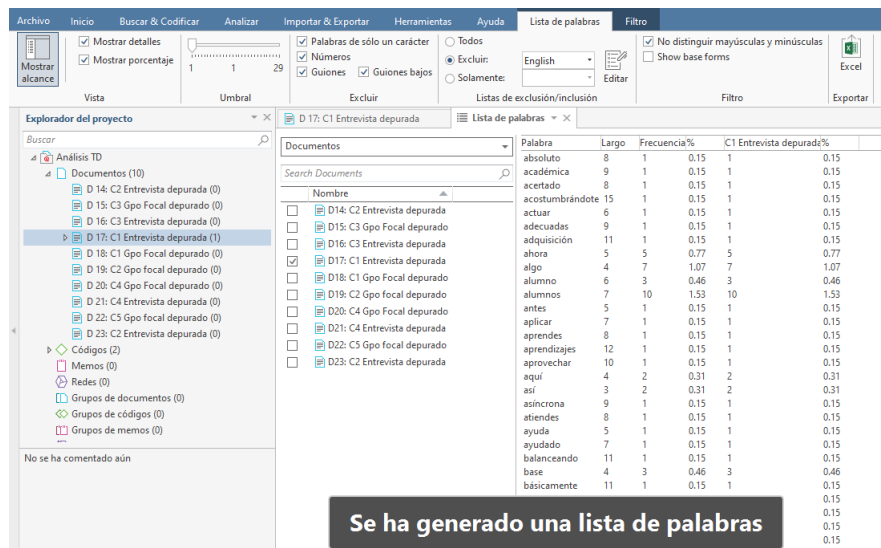 Archivo Inicio Buscar & Codificar Analizar Importar & Exportar Herramientas Ayuda Lista de palabras Filtro
Mostrar alcance
Mostrar detalles
Mostrar porcentaje
Vista
1 1 29
Umbral
Palabras de sólo un carácter
Números
Guiones Guiones bajos
Excluir
Todos
Excluir: English
Solamente:
Editar
Listas de exclusión/inclusión
No distinguir mayúsculas y minúsculas
Show base forms
Filtro
Excel
Exportar
Explorador del proyecto
Buscar
Análisis TD
Documentos (10)
D 14: C2 Entrevista depurada (0)
D 15: C3 Gpo Focal depurado (0)
D 16: C3 Entrevista depurada (0)
D 17: C1 Entrevista depurada (1)
D 18: C1 Gpo Focal depurado (0)
D 19: C2 Gpo focal depurado (0)
D 20: C4 Gpo Focal depurado (0)
D 21: C4 Entrevista depurada (0)
D 22: C5 Gpo focal depurado (0)
D 23: C2 Entrevista depurada (0)
Códigos (2)
Memos (0)
Redes (0)
Grupos de documentos (0)
Grupos de códigos (0)
Grupos de memos (0)
No se ha comentado aún
D 17: C1 Entrevista depurada
Lista de palabras
Documentos
Search Documents
Nombre
D14: C2 Entrevista depurada
D15: C3 Gpo Focal depurado
D16: C3 Entrevista depurada
D17: C1 Entrevista depurada
D18: C1 Gpo Focal depurado
D19: C2 Gpo focal depurado
D20: C4 Gpo Focal depurado
D21: C4 Entrevista depurada
D22: C5 Gpo focal depurado
D23: C2 Entrevista depurada
Palabra Largo Frecuencia % C1 Entrevista depurada %
absoluto 8 1 0.15 1 0.15
académica 9 1 0.15 1 0.15
acertado 8 1 0.15 1 0.15
acostumbrándote 15 1 0.15 1 0.15
actuar 6 1 0.15 1 0.15
adecuadas 9 1 0.15 1 0.15
adquisición 11 1 0.15 1 0.15
ahora 5 5 0.77 5 0.77
algo 4 7 1.07 7 1.07
alumno 6 3 0.46 3 0.46
alumnos 7 10 1.53 10 1.53
antes 5 1 0.15 1 0.15
aplicar 7 1 0.15 1 0.15
aprendes 8 1 0.15 1 0.15
aprendizajes 12 1 0.15 1 0.15
aprovechar 10 1 0.15 1 0.15
aquí 4 2 0.31 2 0.31
así 3 2 0.31 2 0.31
asíncrona 9 1 0.15 1 0.15
atiendes 8 1 0.15 1 0.15
ayuda 5 1 0.15 1 0.15
ayudado 7 1 0.15 1 0.15
balanceando 11 1 0.15 1 0.15
base 4 3 0.46 3 0.46
básicamente 11 1 0.15 1 0.15
0.15
0.15
0.15
0.15
Se ha generado una lista de palabras